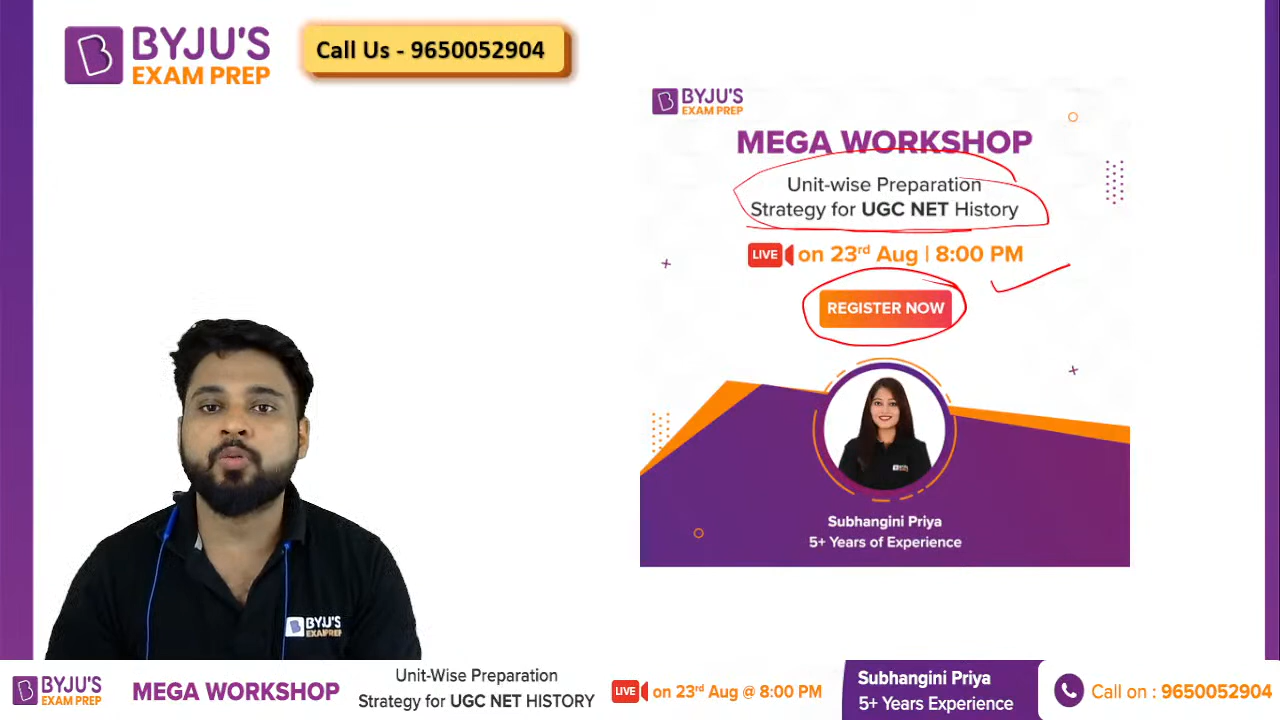 BYJU'S
EXAM PREP
Call Us - 9650052904
BYJU'S
EXAM PREP
MEGA WORKSHOP
Unit-wise Preparation
Strategy for UGC NET History
LIVE on 23rd Aug | 8:00 PM
REGISTER NOW
Subhangini Priya
5+ Years of Experience
BYJU'S
EXAM PREP
BYJU'S
EXAM PREP
MEGA WORKSHOP
Unit-Wise Preparation
Strategy for UGC NET HISTORY
LIVE on 23rd Aug @ 8:00 PM
Subhangini Priya
5+ Years Experience
Call on : 9650052904